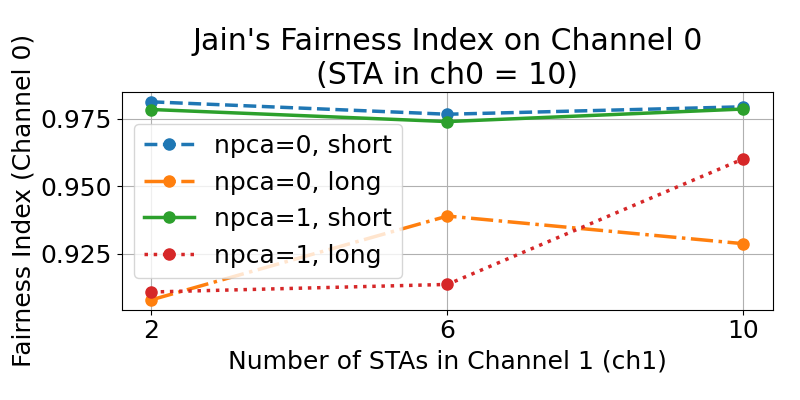 Jain's Fairness Index on Channel 0
(STA in ch0 = 10)
Fairness Index (Channel 0)
0.975
0.950
0.925
npca=0, short
npca=0, long
npca=1, short
npca=1, long
2
6
10
Number of STAs in Channel 1 (ch1)